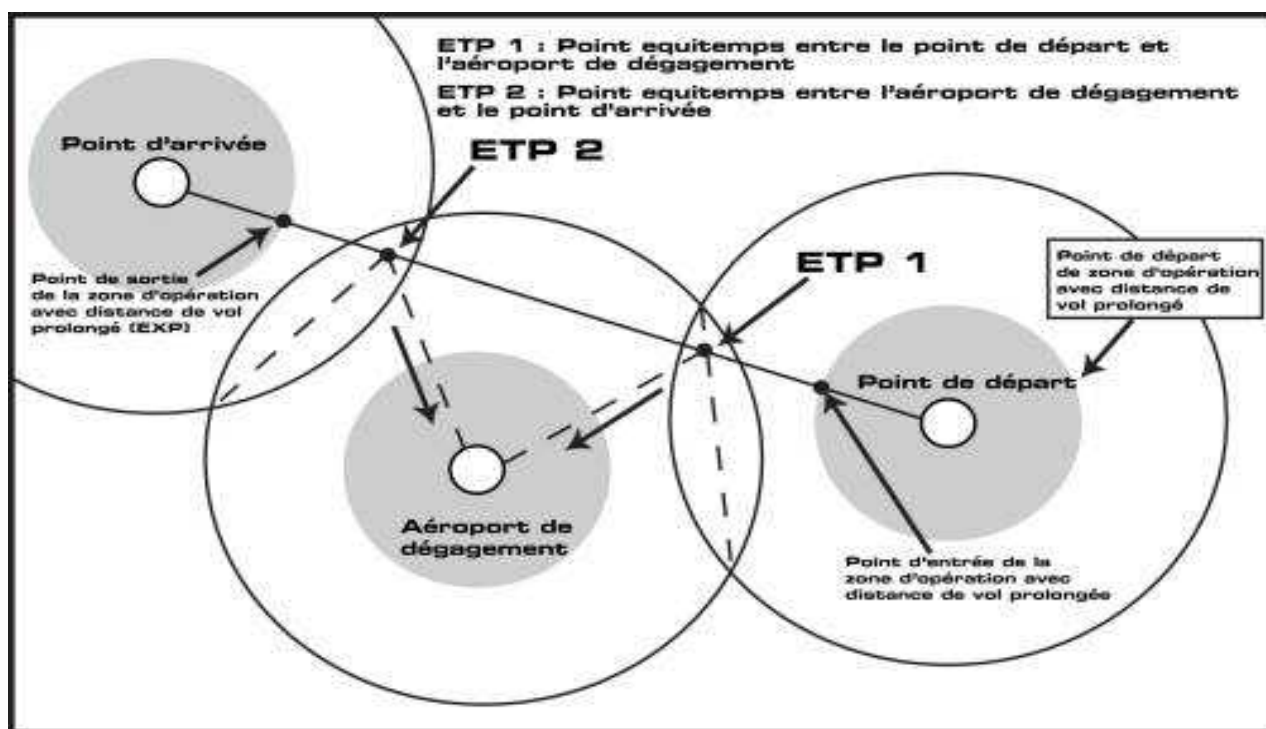 ETP 1 : Point equitemps entre le point de départ et
l'aéroport de dégagement
ETP 2 : Point equitemps entre l'aéroport de dégagement
et le point d'arrivée
Point d'arrivée
ETP 2
Point de sortie
de la zone d'opération
avec distance de vol
prolongé (EXP)
ETP 1
Point de départ
de zone d'opération
avec distance de
vol prolongé
Point de départ
Aéroport de
dégagement
Point d'entrée de la
zone d'opération avec
distance de vol prolongée